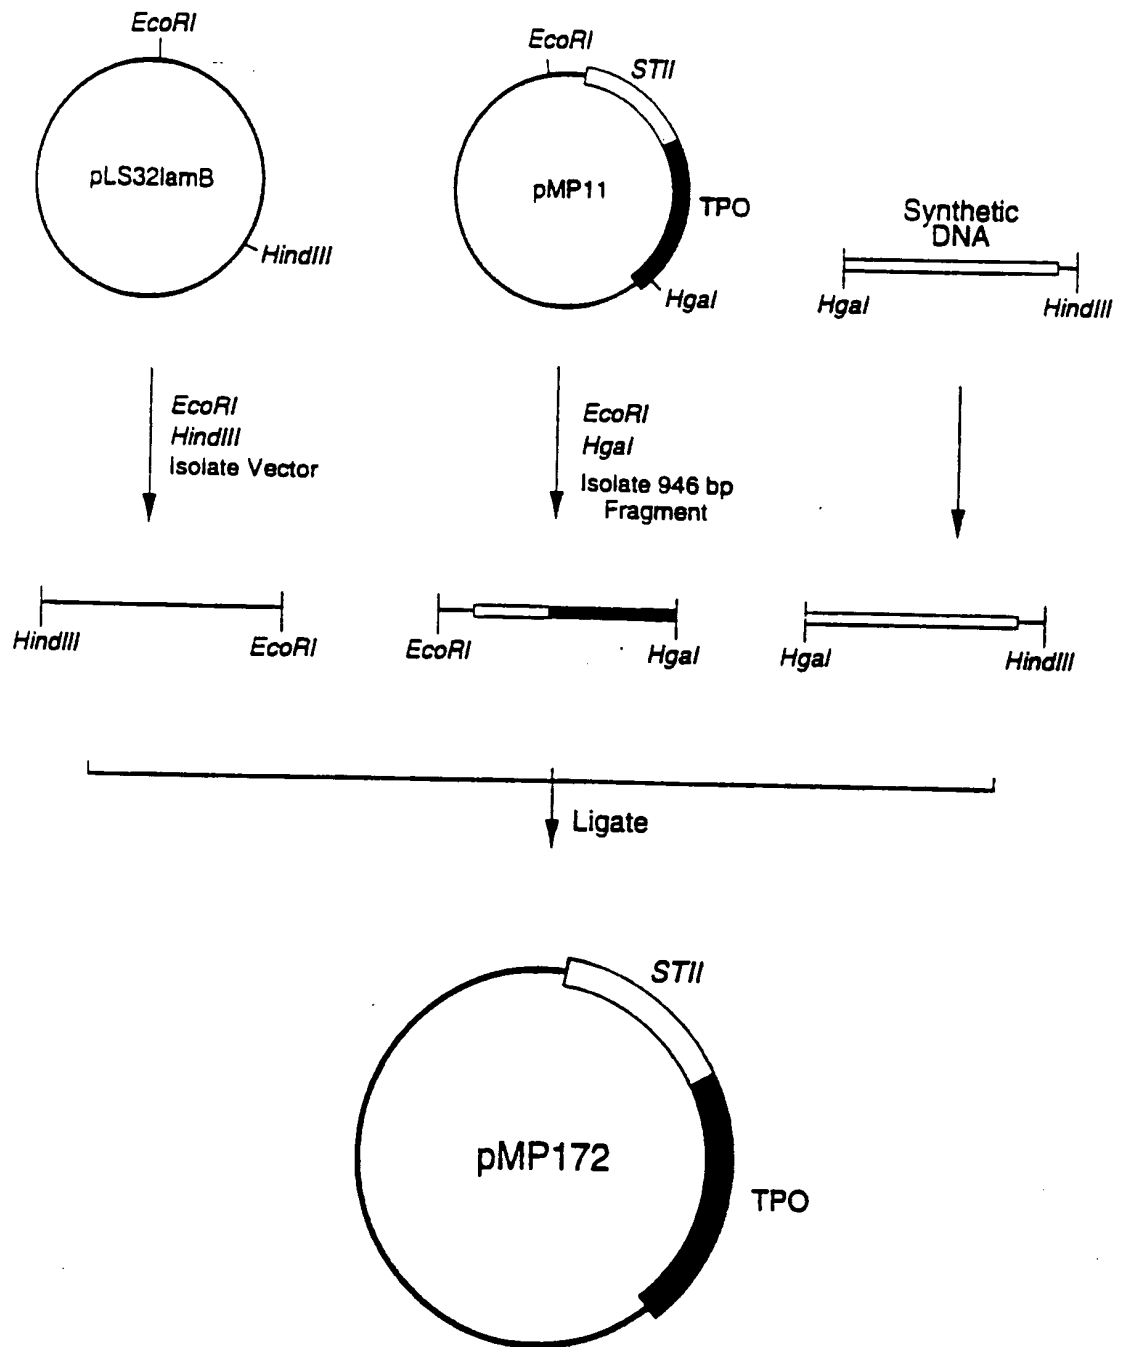 EcoRI
pLS32lamB
HindIII
EcoRI
STII
pMP11
TPO
HgaI
Synthetic
DNA
HgaI
HindIII
EcoRI
HindIII
Isolate Vector
EcoRI
HgaI
Isolate 946 bp
Fragment
HindIII
EcoRI
EcoRI
HgaI
HgaI
HindIII
Ligate
STII
pMP172
TPO